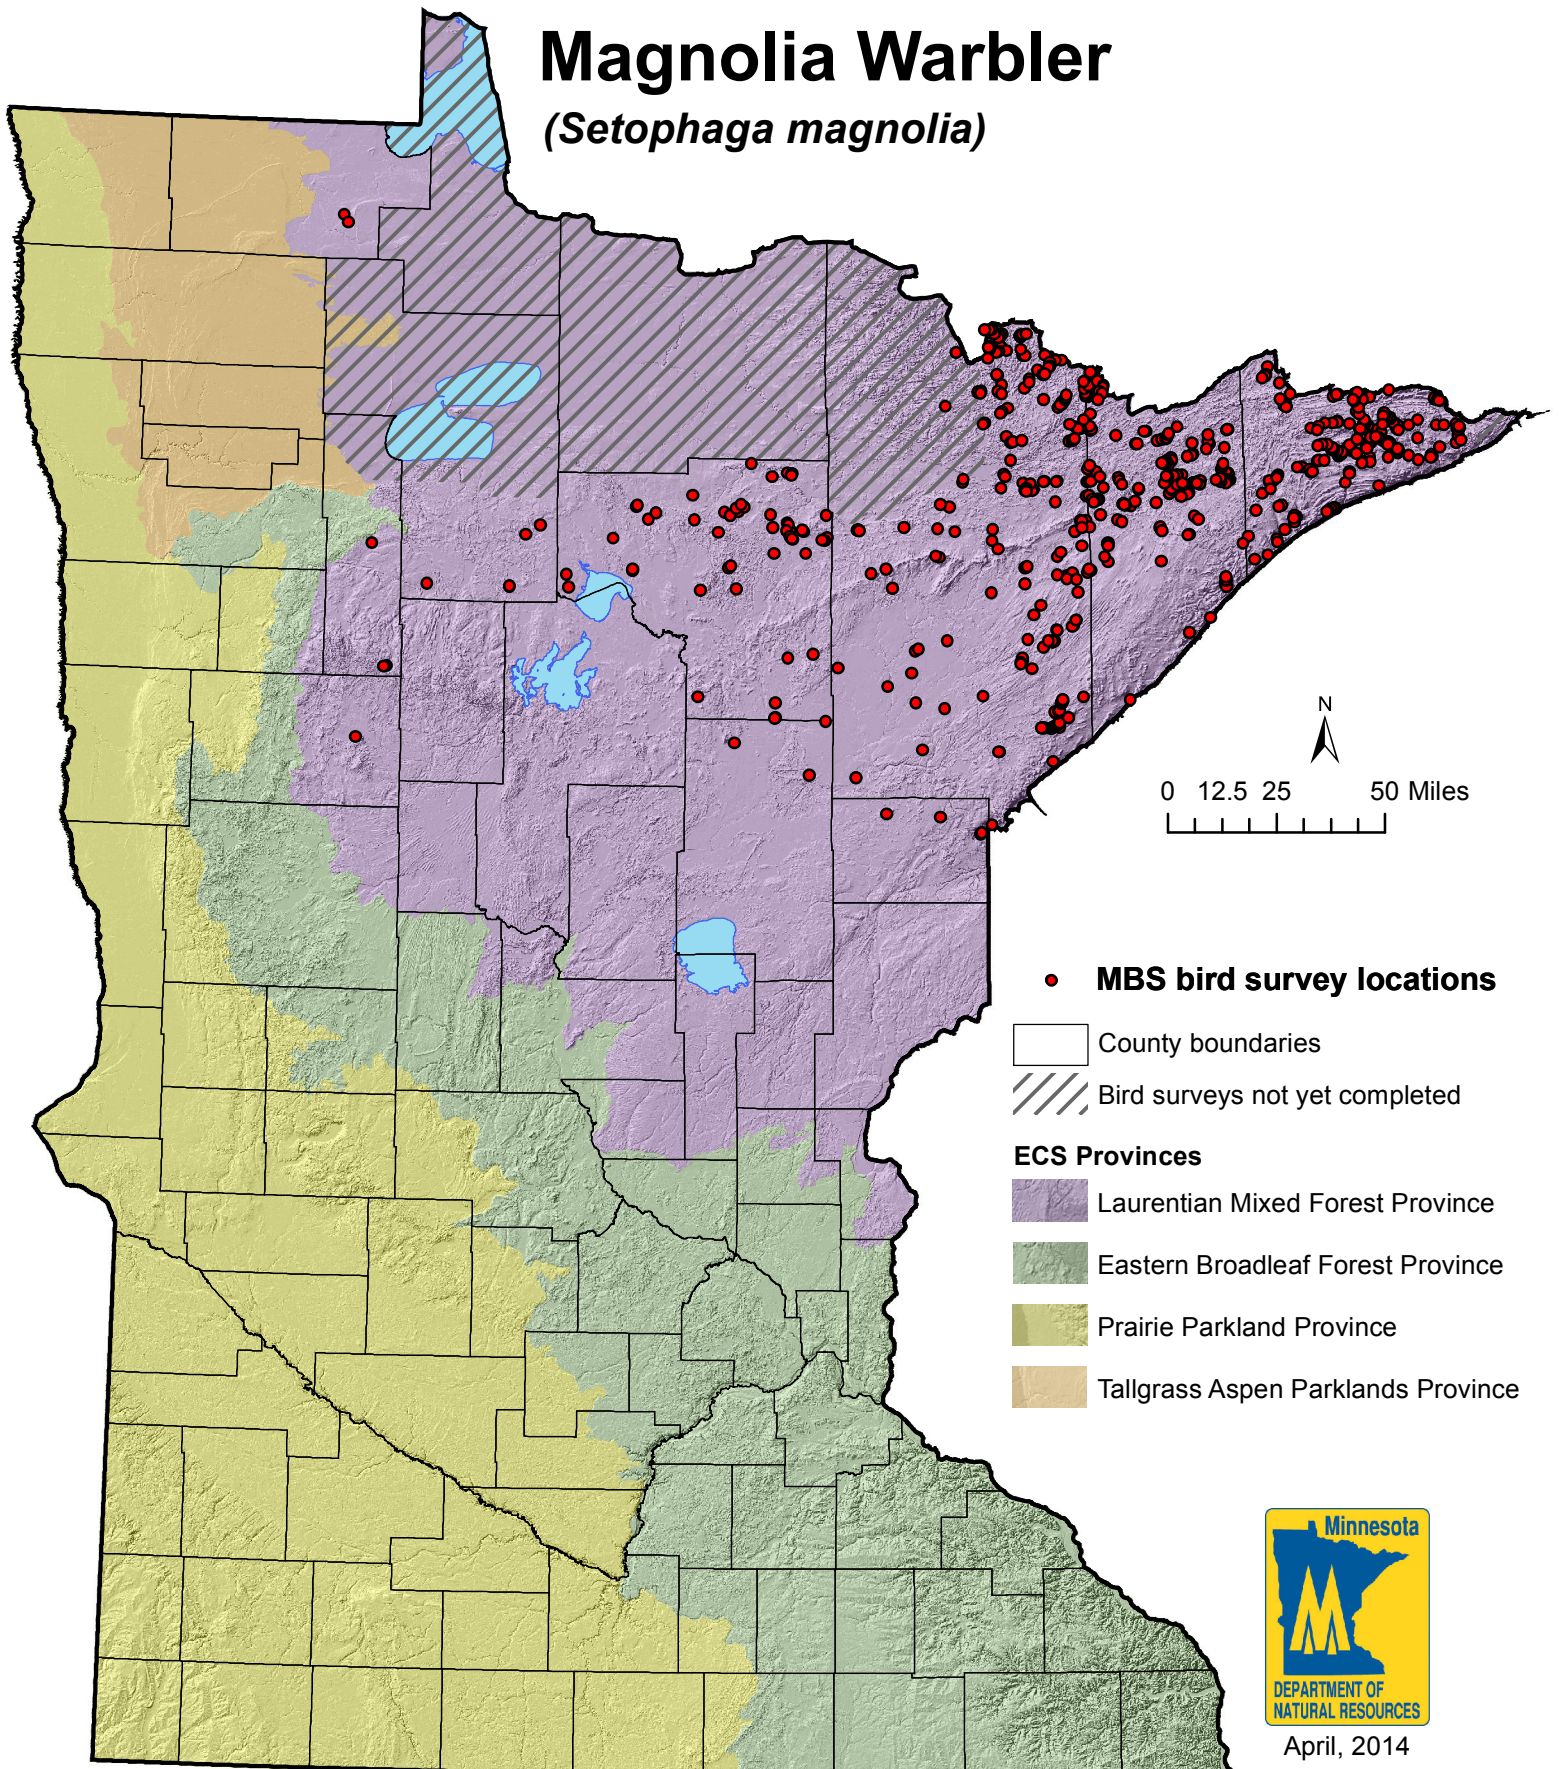 Magnolia Warbler
(Setophaga magnolia)
N
0 12.5 25 50 Miles
MBS bird survey locations
County boundaries
Bird surveys not yet completed
ECS Provinces
Laurentian Mixed Forest Province
Eastern Broadleaf Forest Province
Prairie Parkland Province
Tallgrass Aspen Parklands Province
Minnesota
DEPARTMENT OF
NATURAL RESOURCES
April, 2014